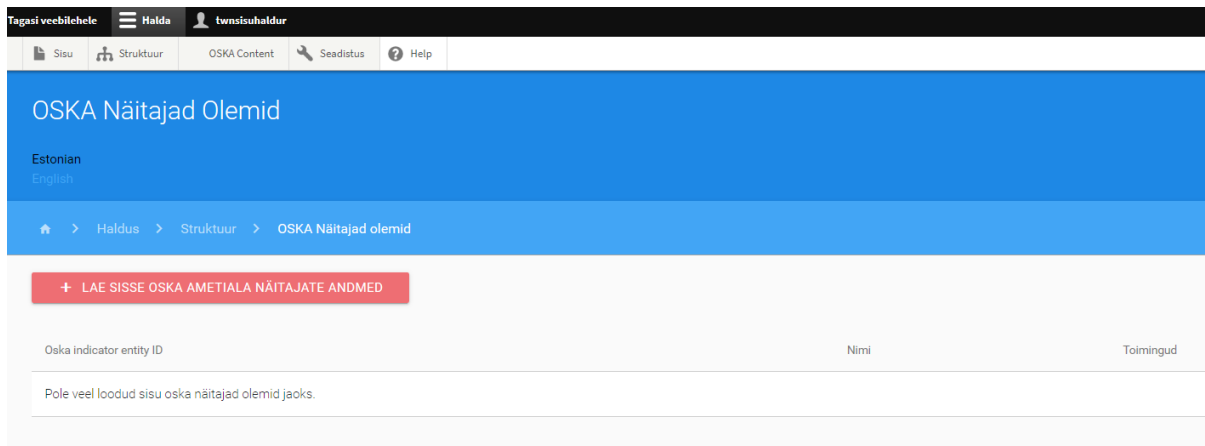 Tagasi veebilehele Halda twnsisuhaldur
Sisu Struktuur OSKA Content Seadistus Help
OSKA Näitajad Olemid
Estonian
English
Haldus > Struktuur > OSKA Näitajad olemid
+ LAE SISSE OSKA AMETIALA NÄITAJATE ANDMED
Oska indicator entity ID Nimi Toimingud
Pole veel loodud sisu oska näitajad olemid jaoks.